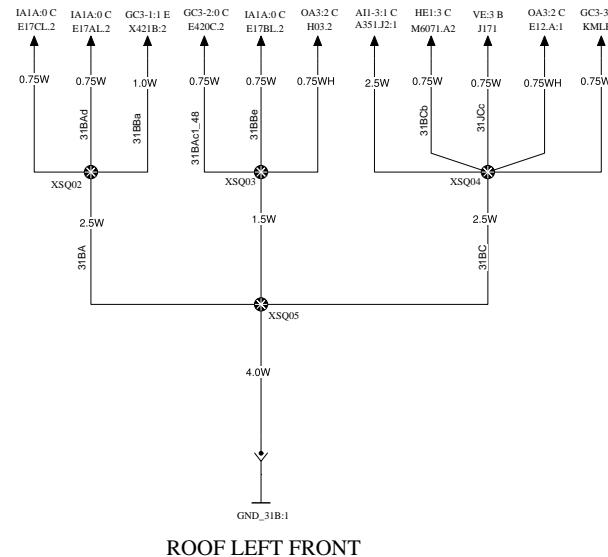 IA1A:0 C IA1A:0 C GC3-1:1 E GC3-2:0 C IA1A:0 C OA3:2 C AI1-3:1 C HE1:3 C VE:3 B OA3:2 C GC3-3
E17CL.2 E17AL.2 X421B:2 E420C.2 E17BL.2 H03.2 A351.J2:1 M6071.A2 J171 E12.A:1
0.75W 0.75W 1.0W 0.75W 0.75W 0.75WH 2.5W 0.75W 0.75W 0.75WH
31BAd 31BBa 31BAc1_48 31BBe 31BCb 31JCc
XSQ02 XSQ03 XSQ04
2.5W 1.5W 2.5W
31BA 31BC
XSQ05
4.0W
GND_31B:1
ROOF LEFT FRONT